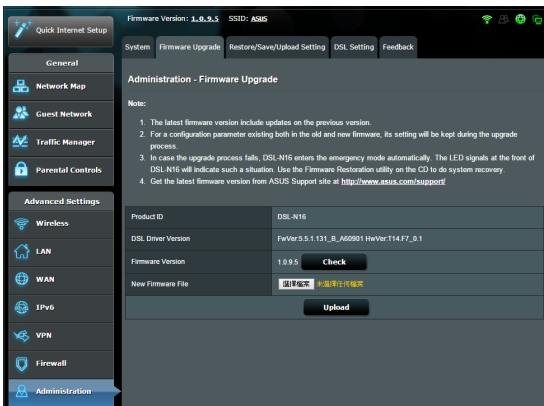 Firmware Version: 1.0.9.5 SSID: ASUS
Quick Internet Setup
System Firmware Upgrade Restore/Save/Upload Setting DSL Setting Feedback
General
Network Map
Guest Network
Traffic Manager
Parental Controls
Advanced Settings
Wireless
LAN
WAN
IPv6
VPN
Firewall
Administration
Administration - Firmware Upgrade
Note:
1. The latest firmware version include updates on the previous version.
2. For a configuration parameter existing both in the old and new firmware, its setting will be kept during the upgrade
process.
3. In case the upgrade process fails, DSL-N16 enters the emergency mode automatically. The LED signals at the front of
DSL-N16 will indicate such a situation. Use the Firmware Restoration utility on the CD to do system recovery.
4. Get the latest firmware version from ASUS Support site at http://www.asus.com/support/
Product ID DSL-N16
DSL Driver Version FwVer:5.5.1.131_B_A60901 HwVer:T14.F7_0.1
Firmware Version 1.0.9.5 Check
New Firmware File 選擇檔案 未選擇任何檔案
Upload